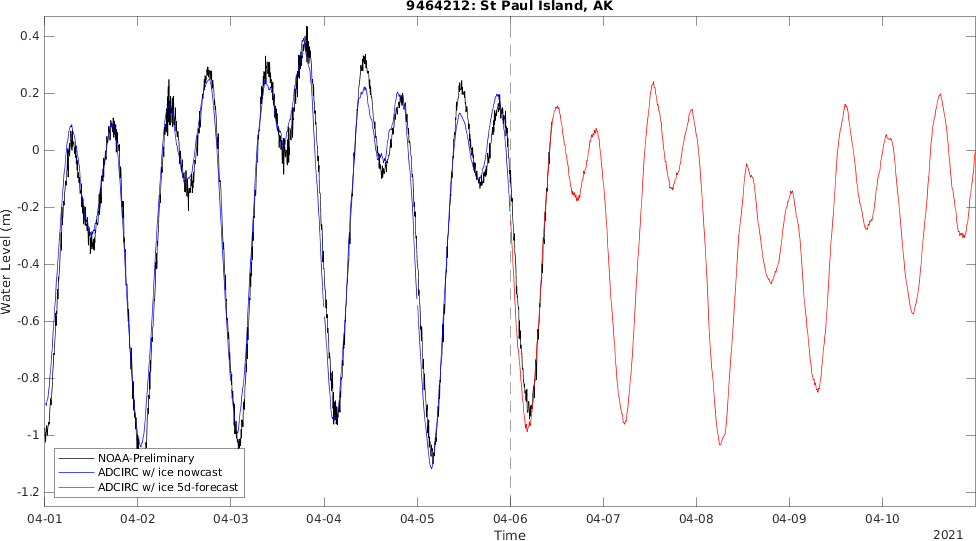 9464212: St Paul Island, AK
0.4
0.2
0
-0.2
-0.4
-0.6
-0.8
-1
-1.2
Water Level (m)
NOAA-Preliminary
ADCIRC w/ ice nowcast
ADCIRC w/ ice 5d-forecast
04-01 04-02 04-03 04-04 04-05 04-06 04-07 04-08 04-09 04-10
Time
2021